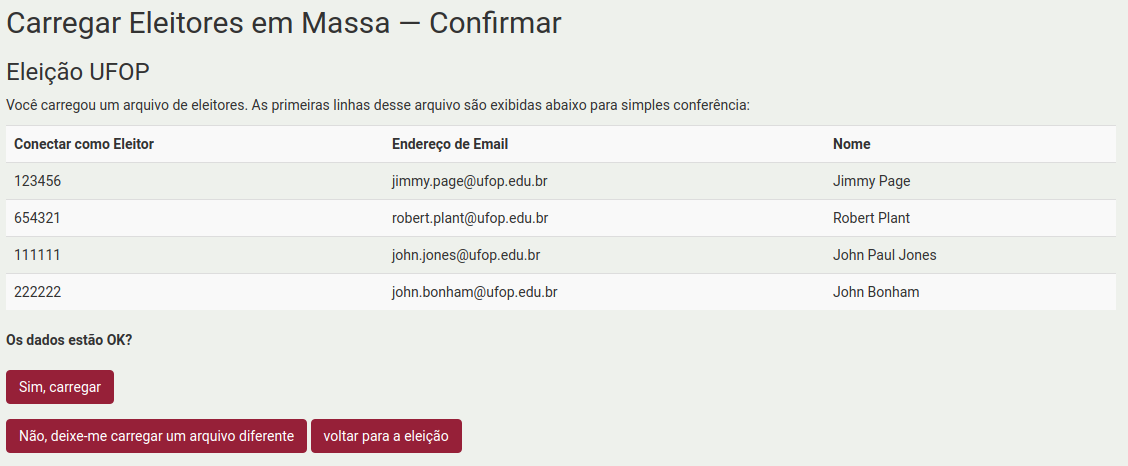 Carregar Eleitores em Massa — Confirmar
Eleição UFOP
Você carregou um arquivo de eleitores. As primeiras linhas desse arquivo são exibidas abaixo para simples conferência:
Conectar como Eleitor Endereço de Email Nome
123456 jimmy.page@ufop.edu.br Jimmy Page
654321 robert.plant@ufop.edu.br Robert Plant
111111 john.jones@ufop.edu.br John Paul Jones
222222 john.bonham@ufop.edu.br John Bonham
Os dados estão OK?
Sim, carregar
Não, deixe-me carregar um arquivo diferente voltar para a eleição